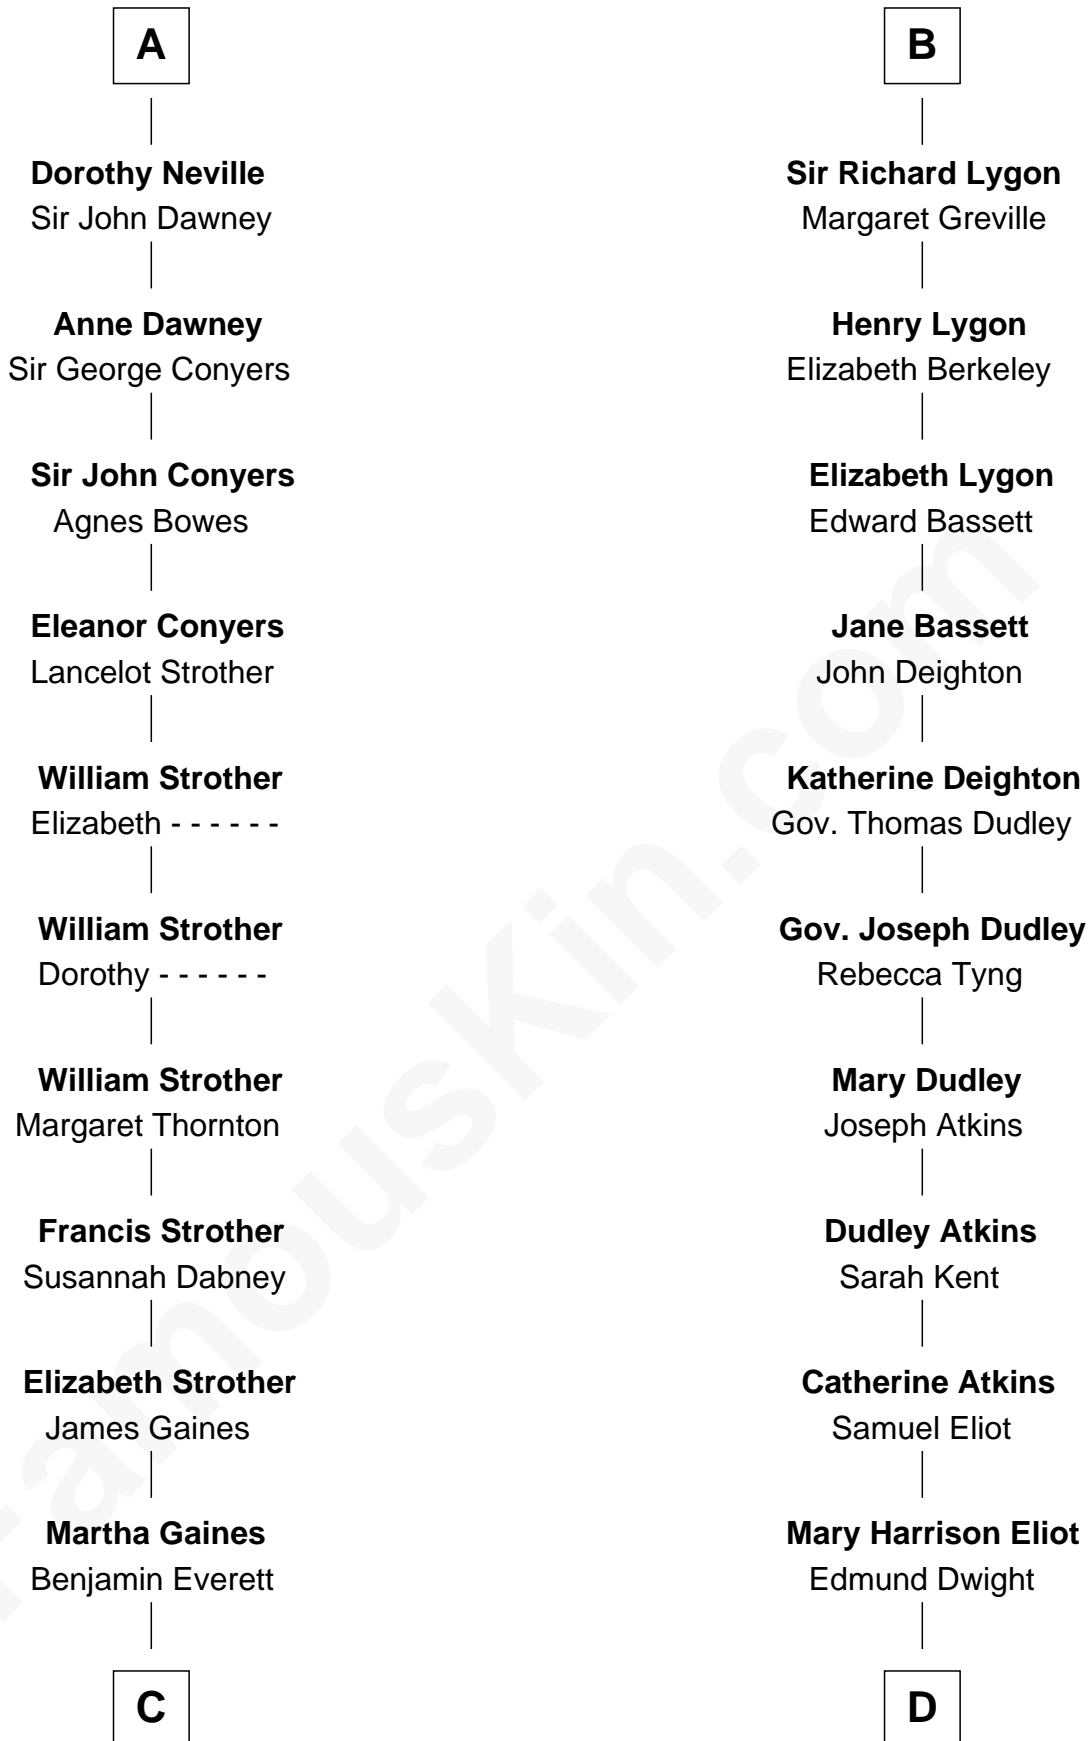 A
Dorothy Neville
Sir John Dawney
Anne Dawney
Sir George Conyers
Sir John Conyers
Agnes Bowes
Eleanor Conyers
Lancelot Strother
William Strother
Elizabeth - - - - - -
William Strother
Dorothy - - - - - -
William Strother
Margaret Thornton
Francis Strother
Susannah Dabney
Elizabeth Strother
James Gaines
Martha Gaines
Benjamin Everett
C
B
Sir Richard Lygon
Margaret Greville
Henry Lygon
Elizabeth Berkeley
Elizabeth Lygon
Edward Bassett
Jane Bassett
John Deighton
Katherine Deighton
Gov. Thomas Dudley
Gov. Joseph Dudley
Rebecca Tyng
Mary Dudley
Joseph Atkins
Dudley Atkins
Sarah Kent
Catherine Atkins
Samuel Eliot
Mary Harrison Eliot
Edmund Dwight
D
FamousKin.com